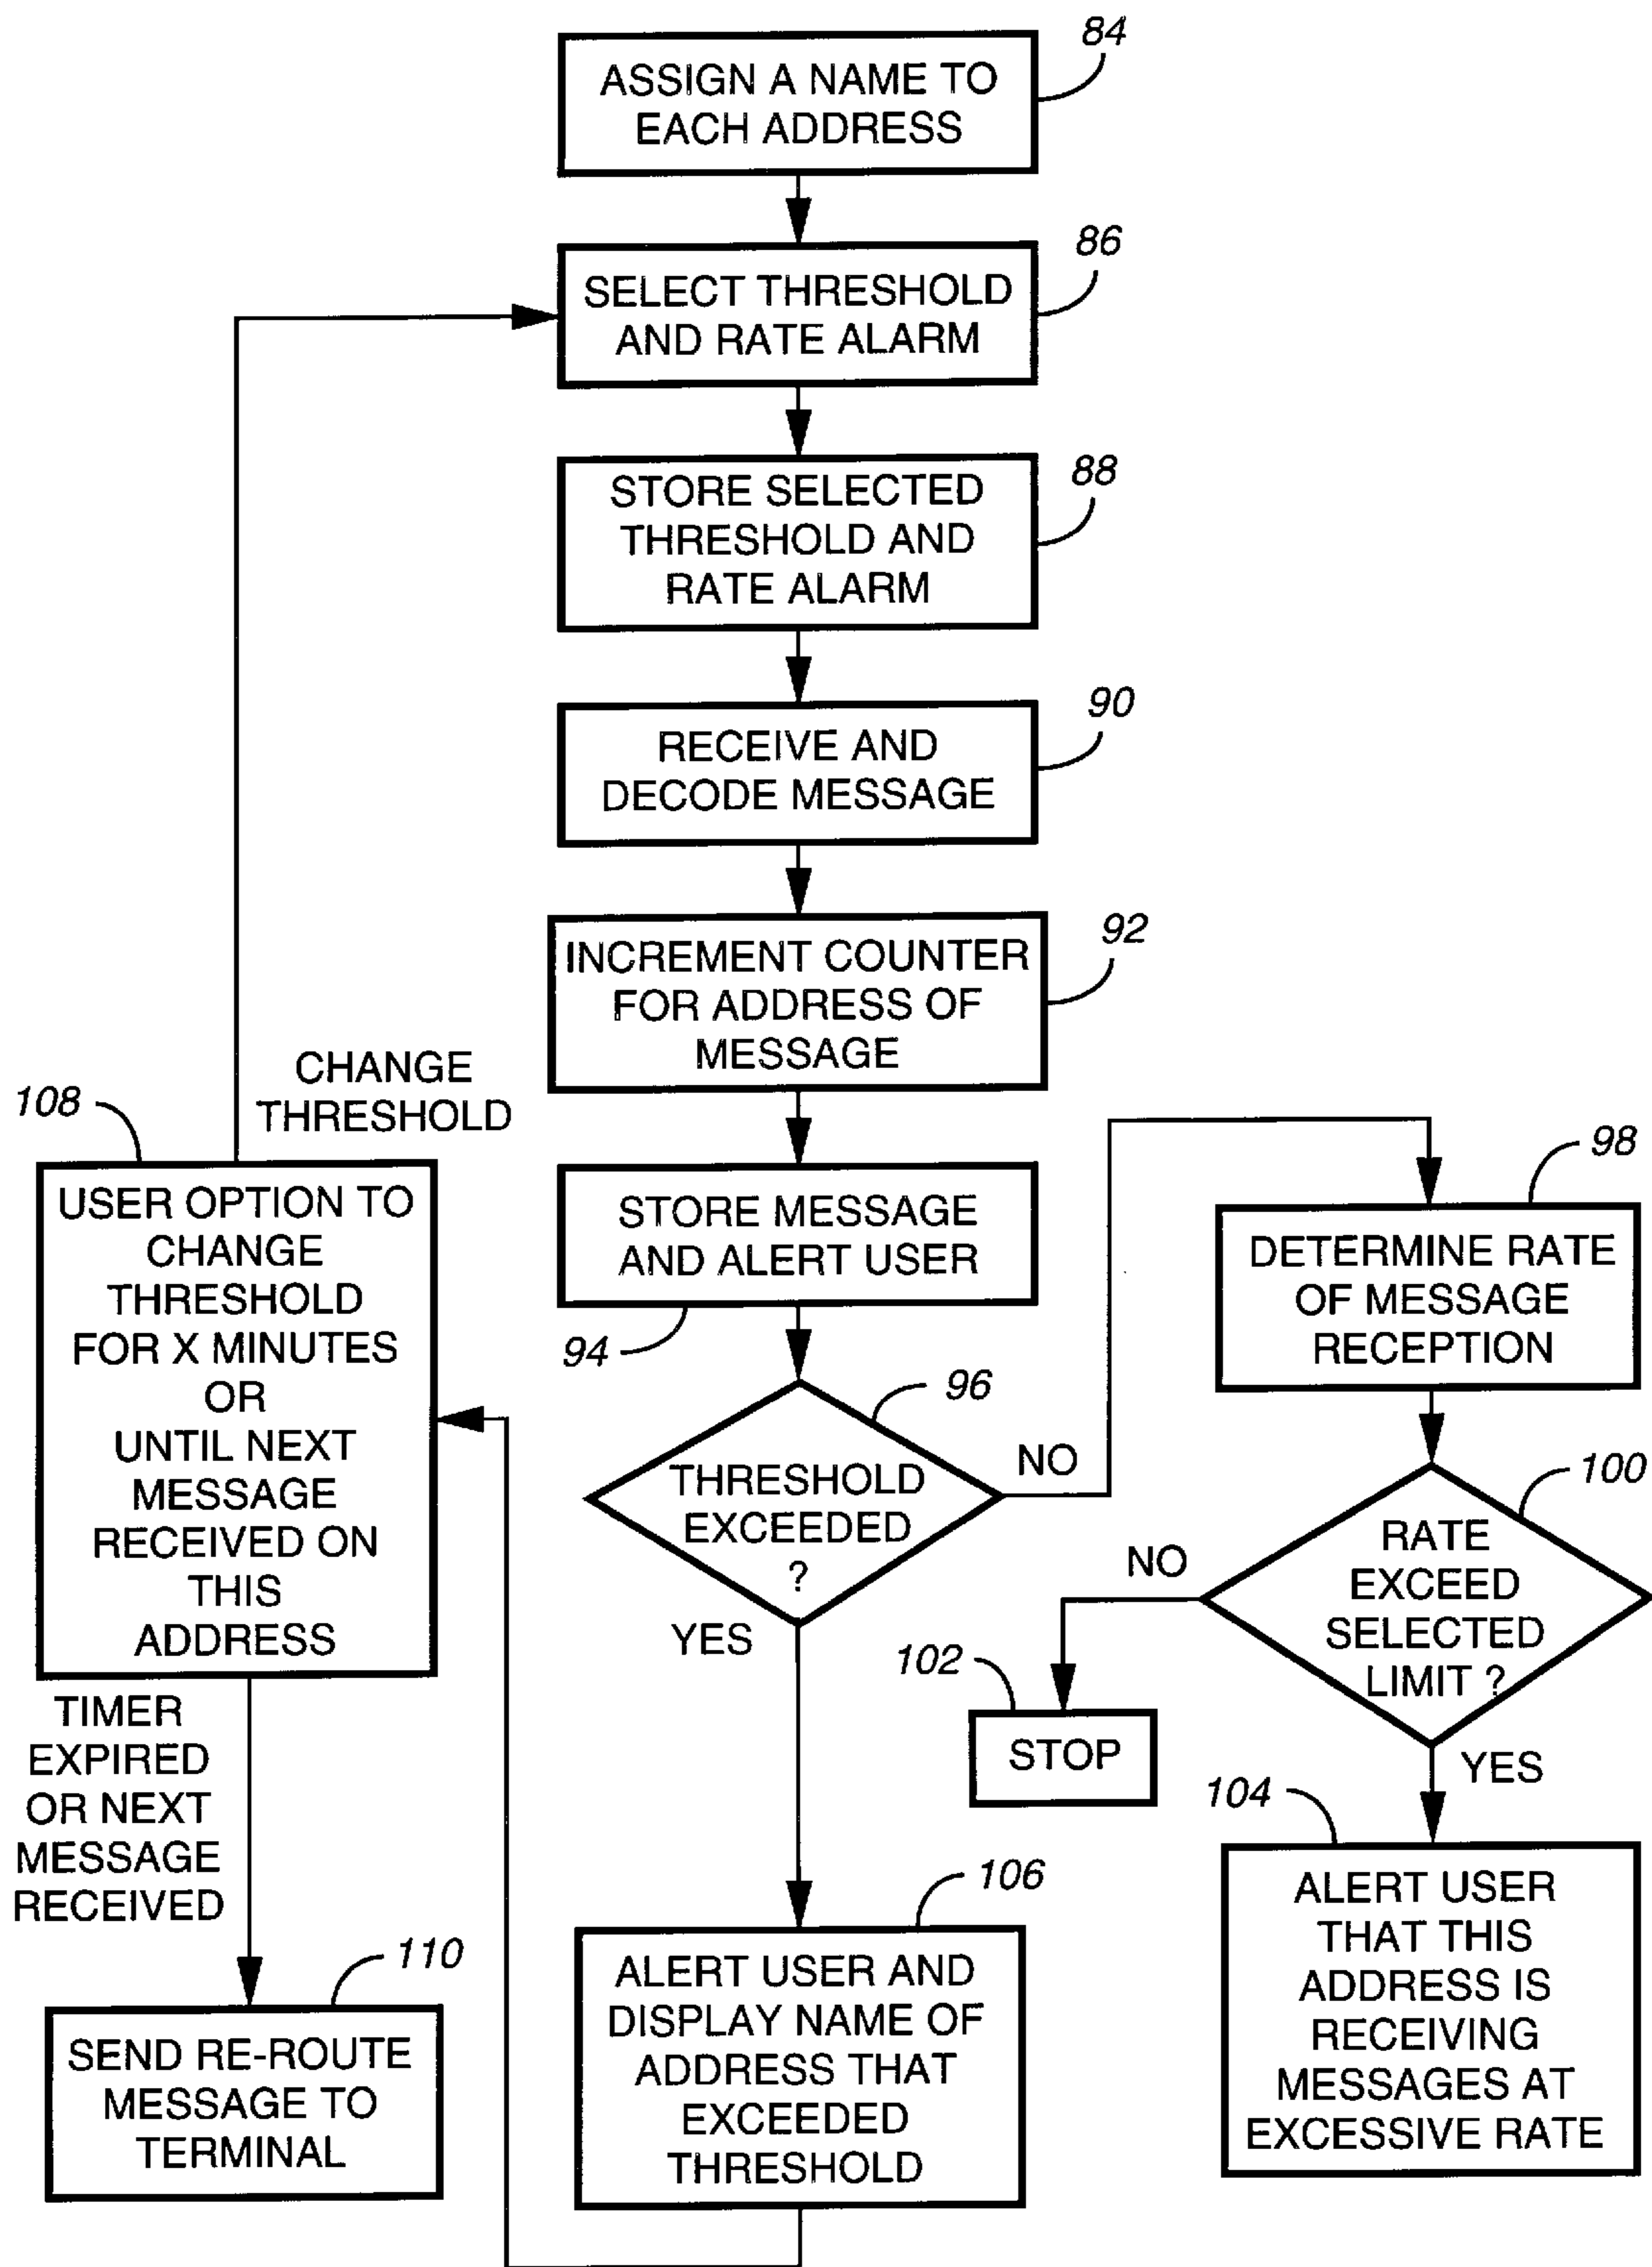 84
ASSIGN A NAME TO
EACH ADDRESS
86
SELECT THRESHOLD
AND RATE ALARM
88
STORE SELECTED
THRESHOLD AND
RATE ALARM
90
RECEIVE AND
DECODE MESSAGE
92
INCREMENT COUNTER
FOR ADDRESS OF
MESSAGE
CHANGE
THRESHOLD
108
USER OPTION TO
CHANGE
THRESHOLD
FOR X MINUTES
OR
UNTIL NEXT
MESSAGE
RECEIVED ON
THIS
ADDRESS
STORE MESSAGE
AND ALERT USER
94
96
THRESHOLD
EXCEEDED
?
NO
YES
98
DETERMINE RATE
OF MESSAGE
RECEPTION
100
RATE
EXCEED
SELECTED
LIMIT ?
NO
YES
102
STOP
104
ALERT USER
THAT THIS
ADDRESS IS
RECEIVING
MESSAGES AT
EXCESSIVE RATE
106
ALERT USER AND
DISPLAY NAME OF
ADDRESS THAT
EXCEEDED
THRESHOLD
TIMER
EXPIRED
OR NEXT
MESSAGE
RECEIVED
110
SEND RE-ROUTE
MESSAGE TO
TERMINAL